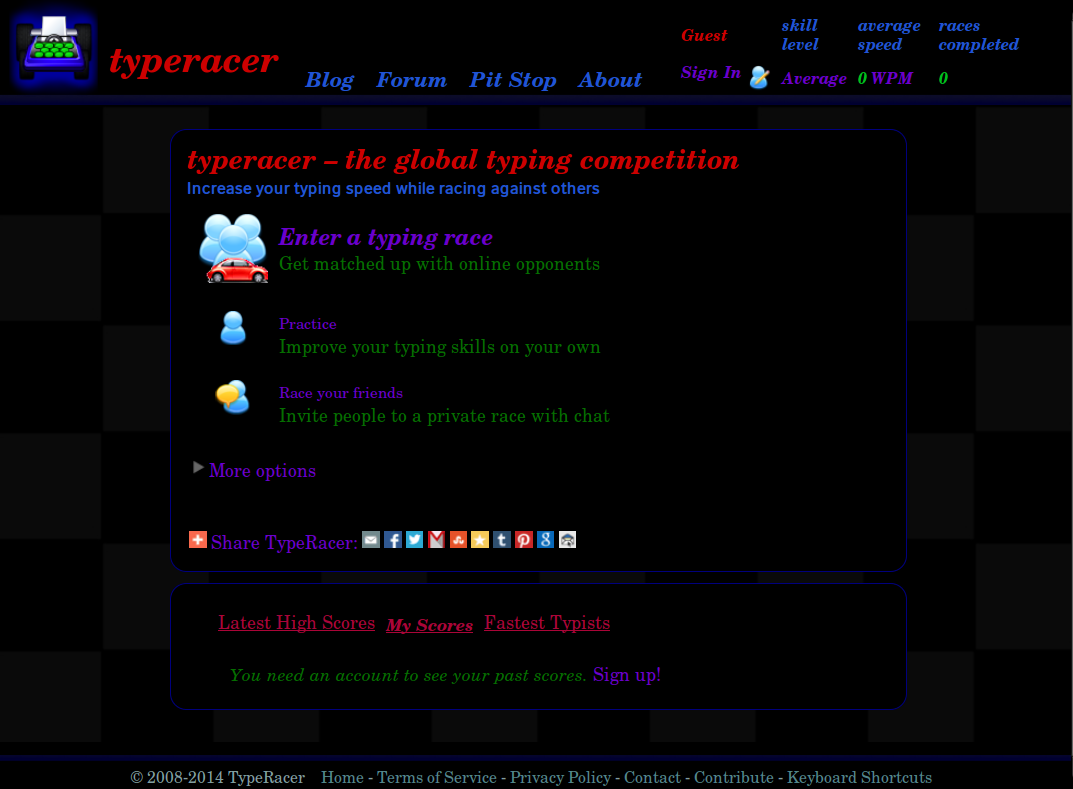 typeracer
Blog Forum Pit Stop About
Guest
Sign In
skill level
Average
average speed
0 WPM
races completed
0
typeracer – the global typing competition
Increase your typing speed while racing against others
Enter a typing race
Get matched up with online opponents
Practice
Improve your typing skills on your own
Race your friends
Invite people to a private race with chat
More options
Share TypeRacer:
Latest High Scores My Scores Fastest Typists
You need an account to see your past scores. Sign up!
© 2008-2014 TypeRacer Home - Terms of Service - Privacy Policy - Contact - Contribute - Keyboard Shortcuts